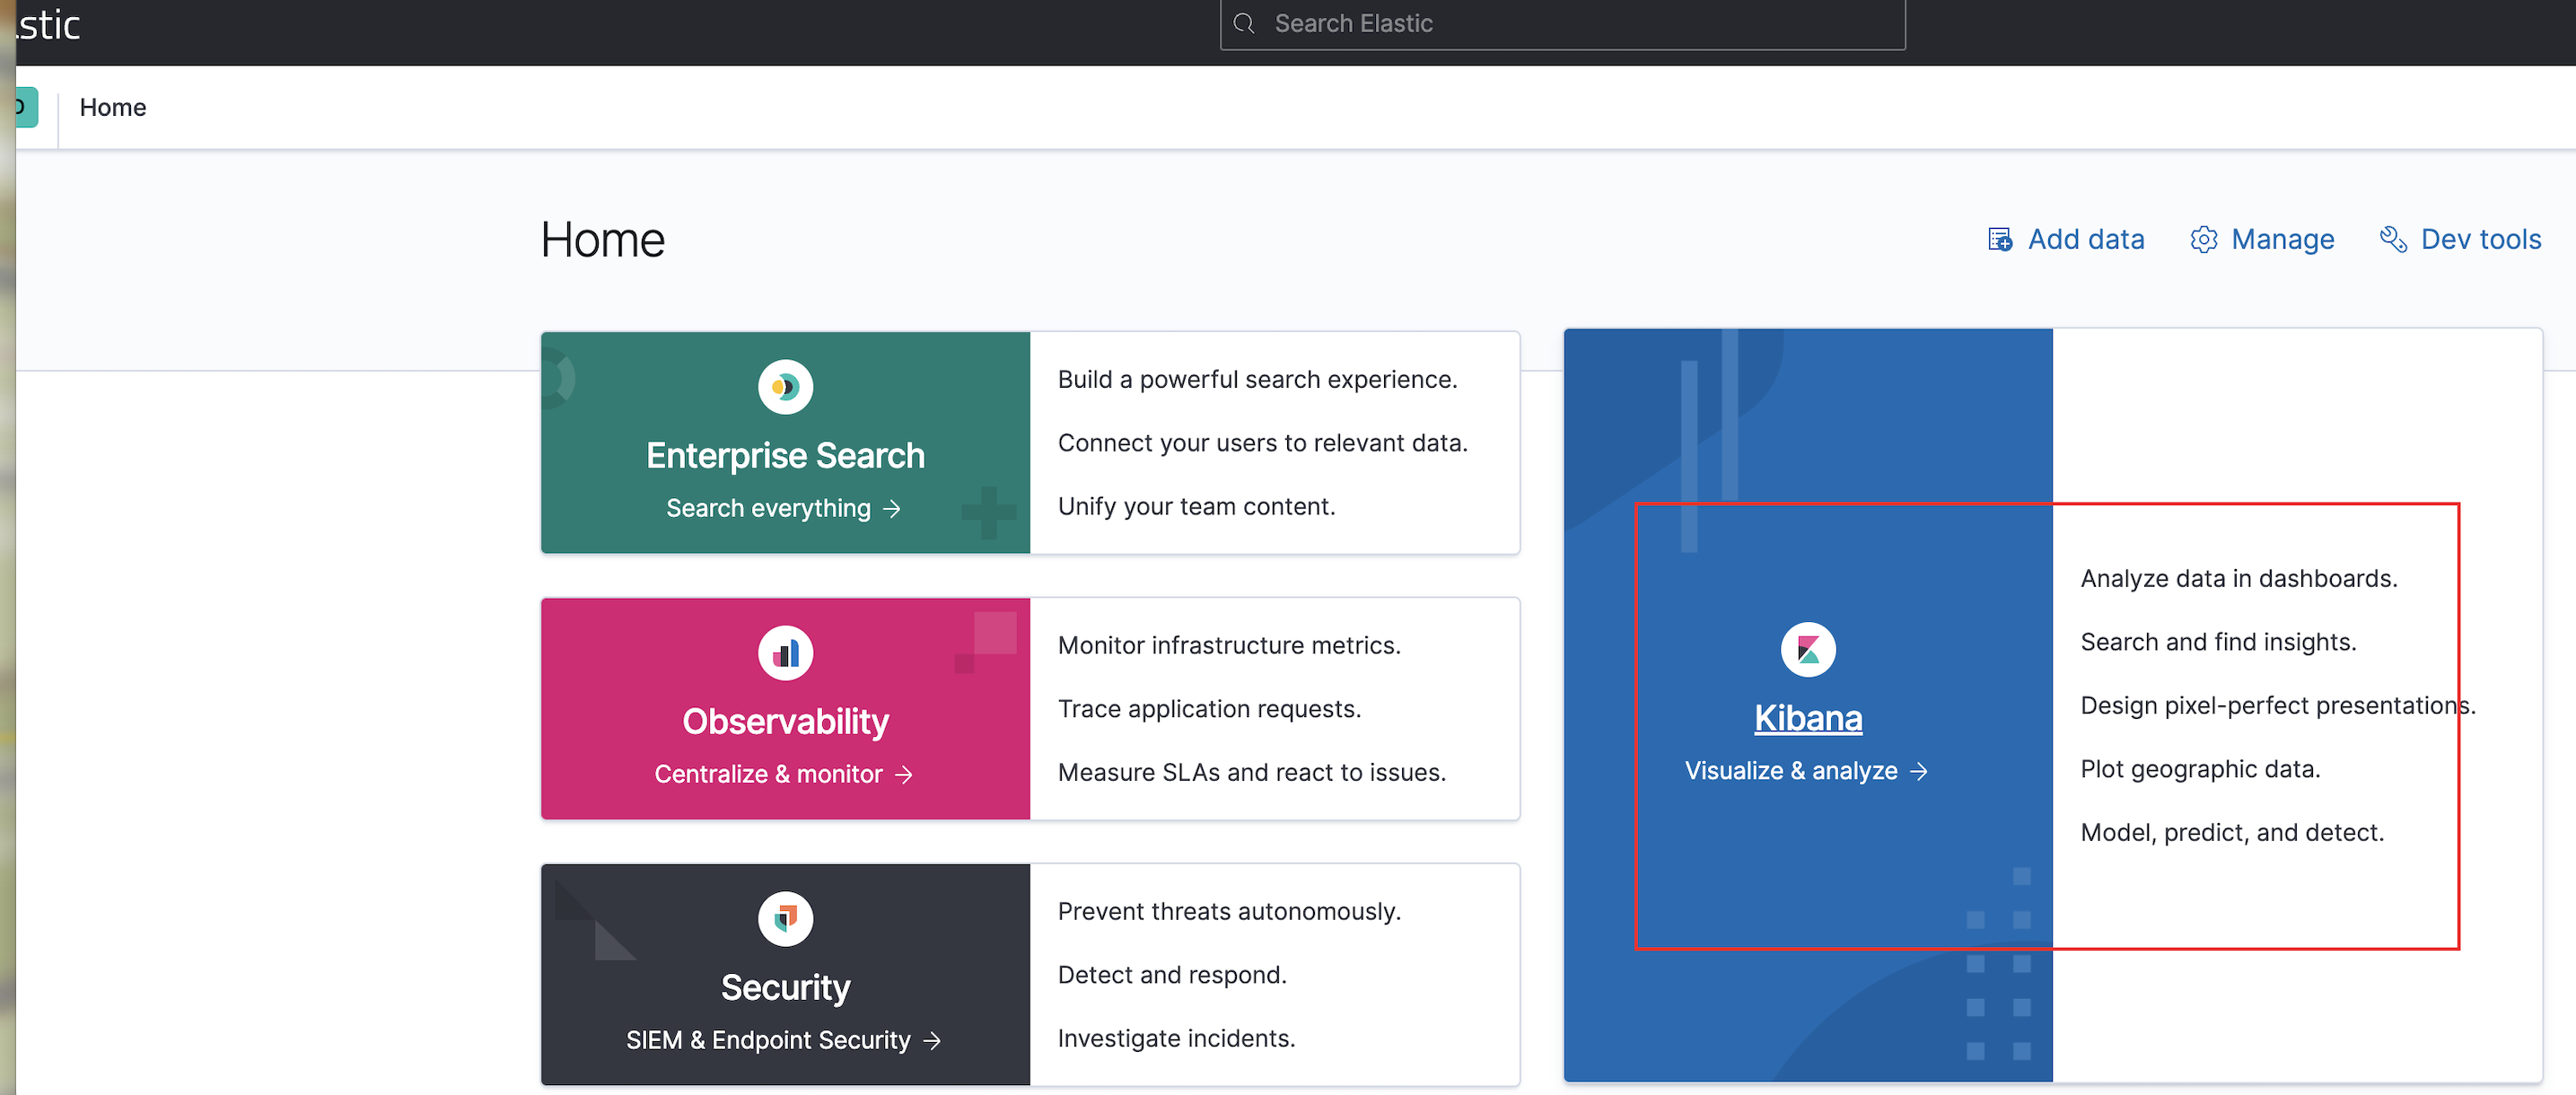 stic
Search Elastic
Home
Home
Add data
Manage
Dev tools
Enterprise Search
Search everything →
Build a powerful search experience.
Connect your users to relevant data.
Unify your team content.
Observability
Centralize & monitor →
Monitor infrastructure metrics.
Trace application requests.
Measure SLAs and react to issues.
Security
SIEM & Endpoint Security →
Prevent threats autonomously.
Detect and respond.
Investigate incidents.
Kibana
Visualize & analyze →
Analyze data in dashboards.
Search and find insights.
Design pixel-perfect presentations.
Plot geographic data.
Model, predict, and detect.